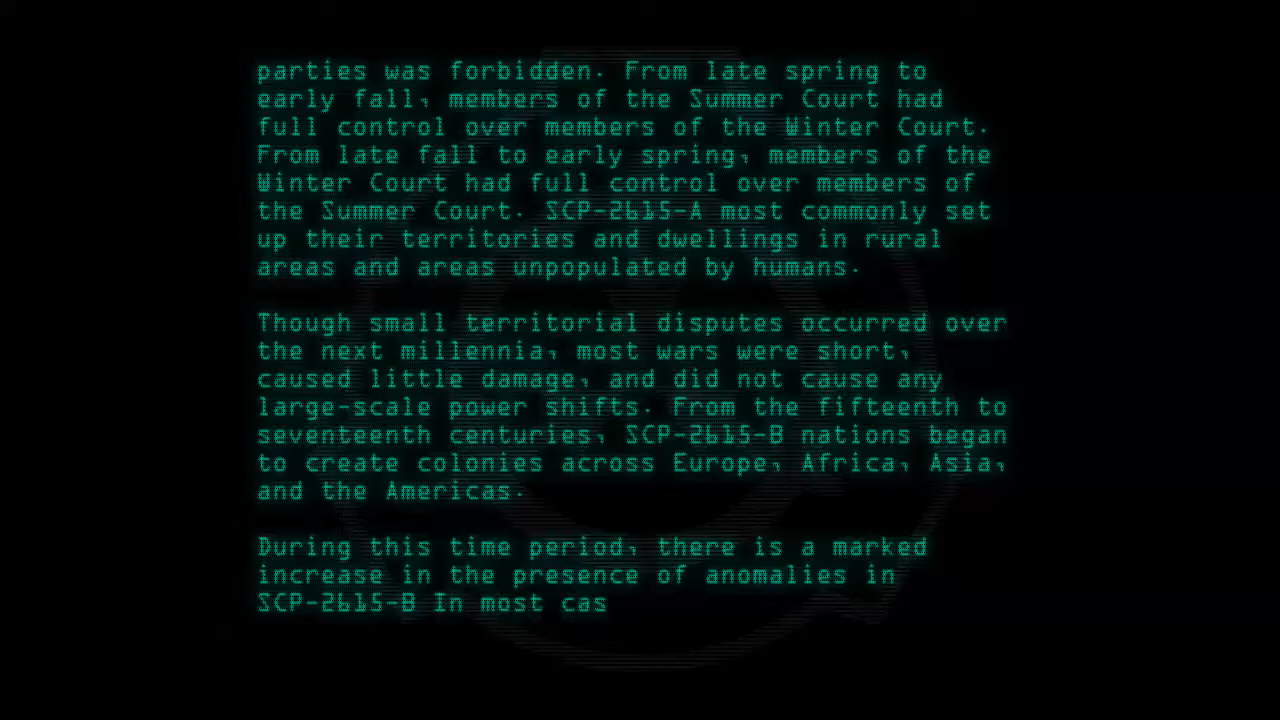 parties was forbidden. From late spring to
early fall, members of the Summer Court had
full control over members of the Winter Court.
From late fall to early spring, members of the
Winter Court had full control over members of
the Summer Court. SCP-2615-A most commonly set
up their territories and dwellings in rural
areas and areas unpopulated by humans.
Though small territorial disputes occurred over
the next millennia, most wars were short,
caused little damage, and did not cause any
large-scale power shifts. From the fifteenth to
seventeenth centuries, SCP-2615-B nations began
to create colonies across Europe, Africa, Asia,
and the Americas.
During this time period, there is a marked
increase in the presence of anomalies in
SCP-2615-B In most cas